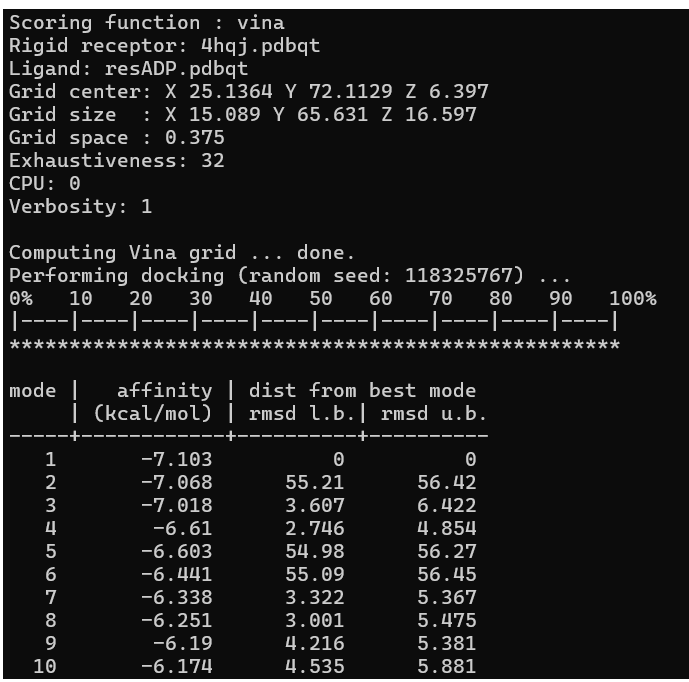 Scoring function : vina
Rigid receptor: 4hqj.pdbqt
Ligand: resADP.pdbqt
Grid center: X 25.1364 Y 72.1129 Z 6.397
Grid size  : X 15.089 Y 65.631 Z 16.597
Grid space : 0.375
Exhaustiveness: 32
CPU: 0
Verbosity: 1

Computing Vina grid ... done.
Performing docking (random seed: 118325767) ...
0%   10   20   30   40   50   60   70   80   90   100%
|----|----|----|----|----|----|----|----|----|----|
***************************************************

mode |   affinity | dist from best mode
     | (kcal/mol) | rmsd l.b.| rmsd u.b.
-----+------------+----------+----------
   1       -7.103          0          0
   2       -7.068      55.21      56.42
   3       -7.018      3.607      6.422
   4        -6.61      2.746      4.854
   5       -6.603      54.98      56.27
   6       -6.441      55.09      56.45
   7       -6.338      3.322      5.367
   8       -6.251      3.001      5.475
   9        -6.19      4.216      5.381
  10       -6.174      4.535      5.881